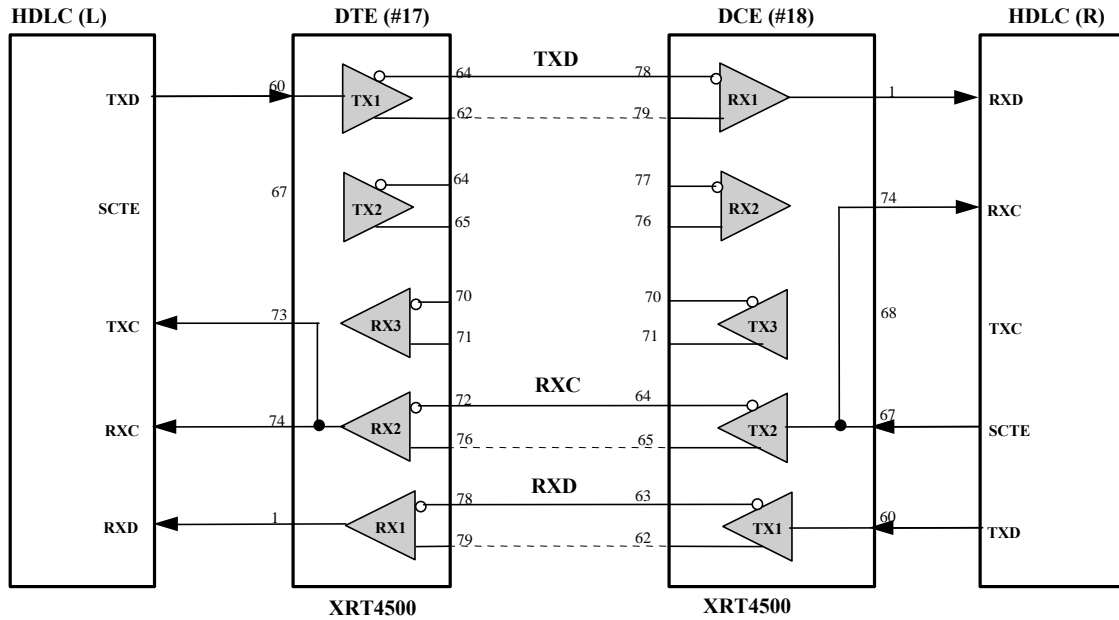 HDLC (L) DTE (#17) DCE (#18) HDLC (R)
TXD 60 TX1 64 TXD 78 RX1 1 RXD
62 79
SCTE 67 TX2 64 77 RX2 74 RXC
65 76
TXC 73 RX3 70 70 TX3 68 TXC
71 71
RXC 74 RX2 72 RXC 64 TX2 67 SCTE
76 65
RXD 1 RX1 78 RXD 63 TX1 60 TXD
79 62
XRT4500 XRT4500